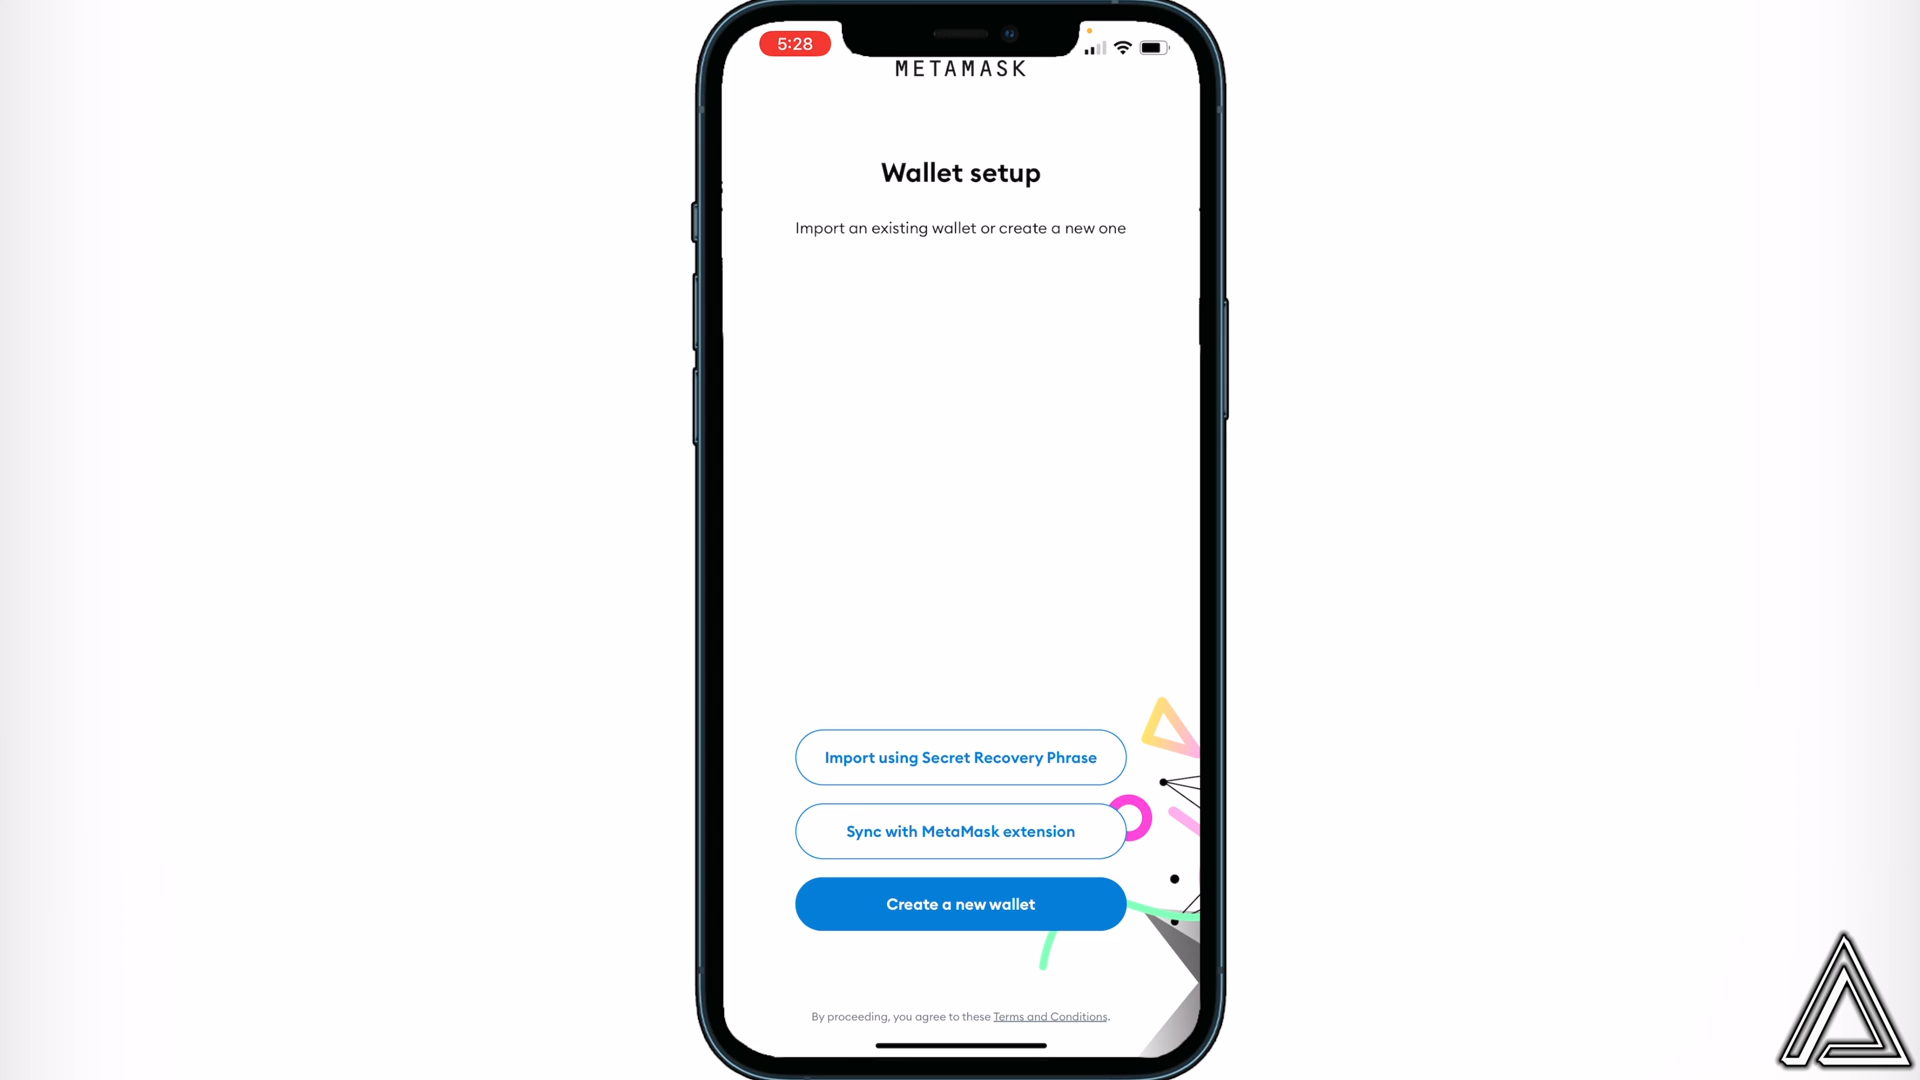 5:28
METAMASK
Wallet setup
Import an existing wallet or create a new one
Import using Secret Recovery Phrase
Sync with MetaMask extension
Create a new wallet
By proceeding, you agree to these Terms and Conditions.